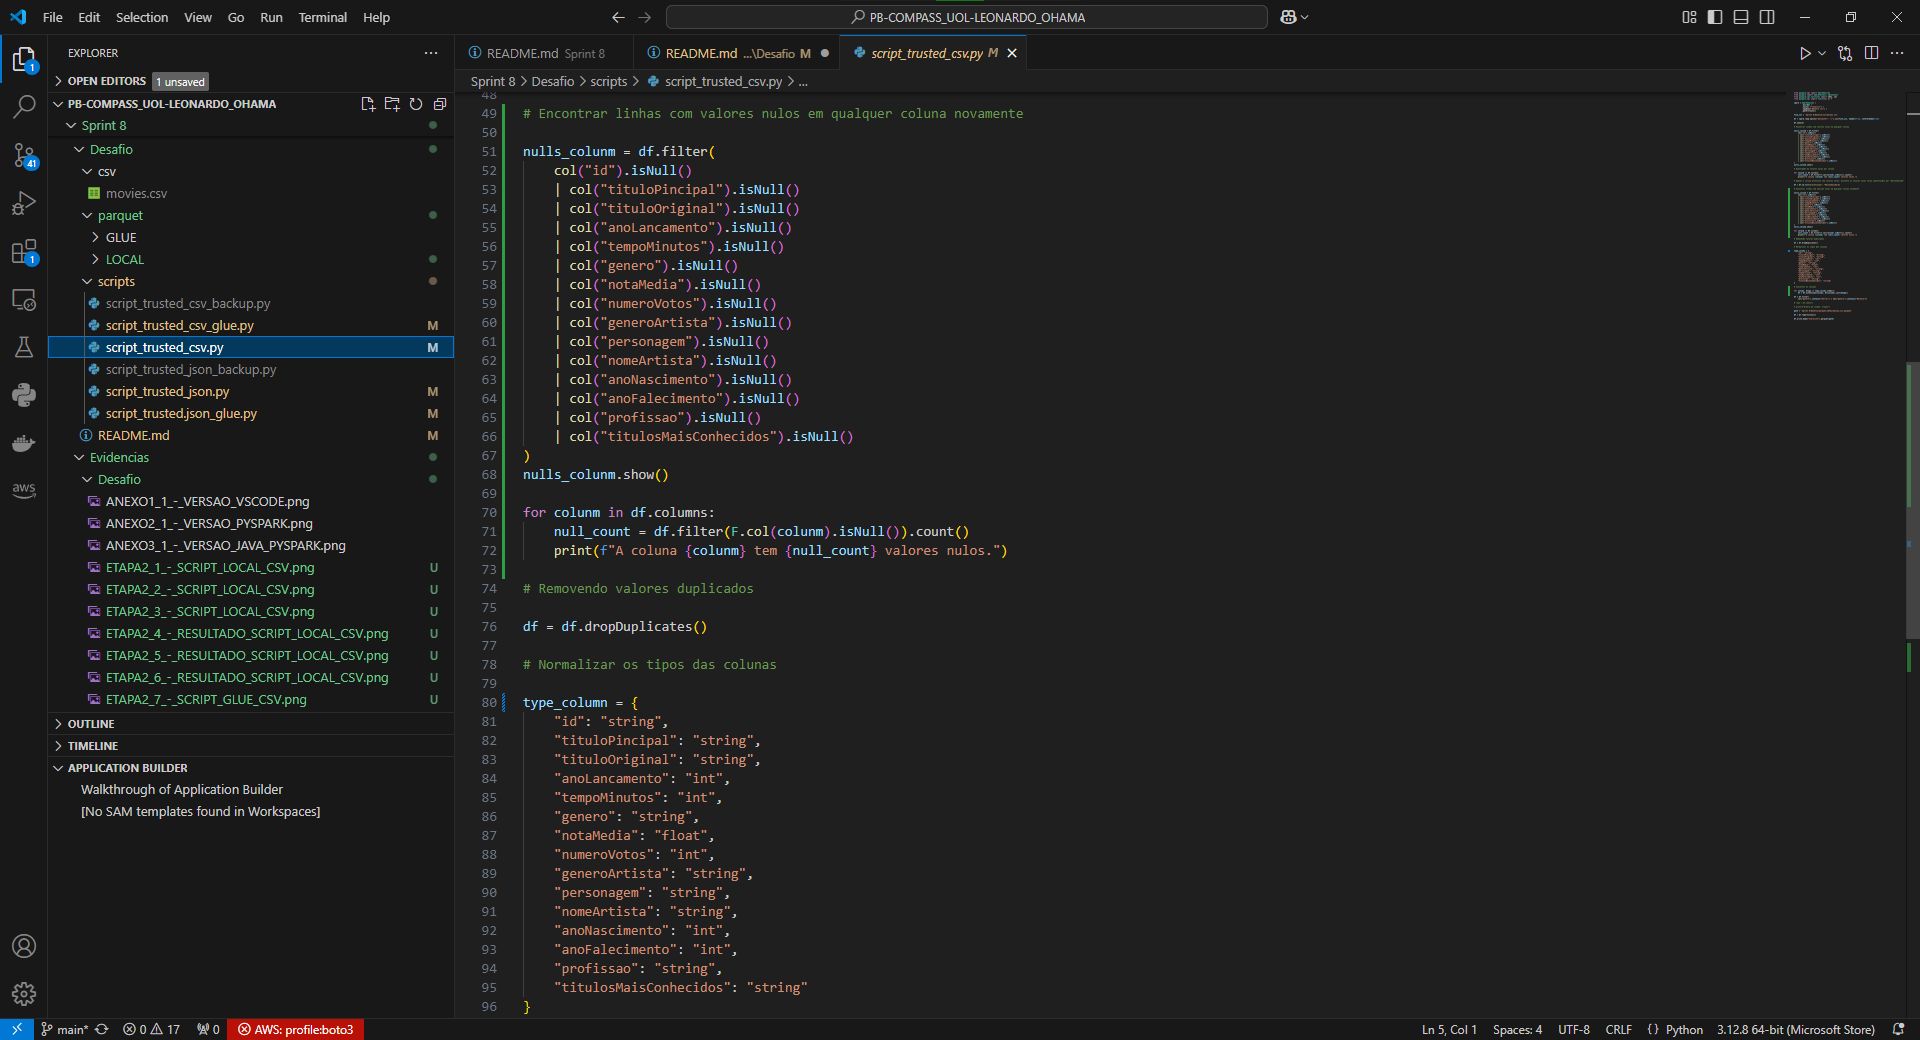 File Edit Selection View Go Run Terminal Help
PB-COMPASS_UOL-LEONARDO_OHAMA
EXPLORER
OPEN EDITORS 1 unsaved
PB-COMPASS_UOL-LEONARDO_OHAMA
Sprint 8
Desafio
csv
movies.csv
parquet
GLUE
LOCAL
scripts
script_trusted_csv_backup.py
script_trusted_csv_glue.py M
script_trusted_csv.py M
script_trusted_json_backup.py
script_trusted_json.py M
script_trusted.json_glue.py M
README.md M
Evidencias
Desafio
ANEXO1_1_-_VERSAO_VSCODE.png
ANEXO2_1_-_VERSAO_PYSPARK.png
ANEXO3_1_-_VERSAO_JAVA_PYSPARK.png
ETAPA2_1_-_SCRIPT_LOCAL_CSV.png U
ETAPA2_2_-_SCRIPT_LOCAL_CSV.png U
ETAPA2_3_-_SCRIPT_LOCAL_CSV.png U
ETAPA2_4_-_RESULTADO_SCRIPT_LOCAL_CSV.png U
ETAPA2_5_-_RESULTADO_SCRIPT_LOCAL_CSV.png U
ETAPA2_6_-_RESULTADO_SCRIPT_LOCAL_CSV.png U
ETAPA2_7_-_SCRIPT_GLUE_CSV.png U
OUTLINE
TIMELINE
APPLICATION BUILDER
Walkthrough of Application Builder
[No SAM templates found in Workspaces]
1
41
1
aws
README.md Sprint 8
README.md ...\Desafio M
script_trusted_csv.py M
Sprint 8 > Desafio > scripts > script_trusted_csv.py > ...
48
49 # Encontrar linhas com valores nulos em qualquer coluna novamente
50
51 nulls_colunm = df.filter(
52 col("id").isNull()
53 | col("tituloPincipal").isNull()
54 | col("tituloOriginal").isNull()
55 | col("anoLancamento").isNull()
56 | col("tempoMinutos").isNull()
57 | col("genero").isNull()
58 | col("notaMedia").isNull()
59 | col("numeroVotos").isNull()
60 | col("generoArtista").isNull()
61 | col("personagem").isNull()
62 | col("nomeArtista").isNull()
63 | col("anoNascimento").isNull()
64 | col("anoFalecimento").isNull()
65 | col("profissao").isNull()
66 | col("titulosMaisConhecidos").isNull()
67 )
68 nulls_colunm.show()
69
70 for colunm in df.columns:
71 null_count = df.filter(F.col(colunm).isNull()).count()
72 print(f"A coluna {colunm} tem {null_count} valores nulos.")
73
74 # Removendo valores duplicados
75
76 df = df.dropDuplicates()
77
78 # Normalizar os tipos das colunas
79
80 type_column = {
81 "id": "string",
82 "tituloPincipal": "string",
83 "tituloOriginal": "string",
84 "anoLancamento": "int",
85 "tempoMinutos": "int",
86 "genero": "string",
87 "notaMedia": "float",
88 "numeroVotos": "int",
89 "generoArtista": "string",
90 "personagem": "string",
91 "nomeArtista": "string",
92 "anoNascimento": "int",
93 "anoFalecimento": "int",
94 "profissao": "string",
95 "titulosMaisConhecidos": "string"
96 }
main* 0 17 0 AWS: profile:boto3
Ln 5, Col 1 Spaces: 4 UTF-8 CRLF {} Python 3.12.8 64-bit (Microsoft Store)